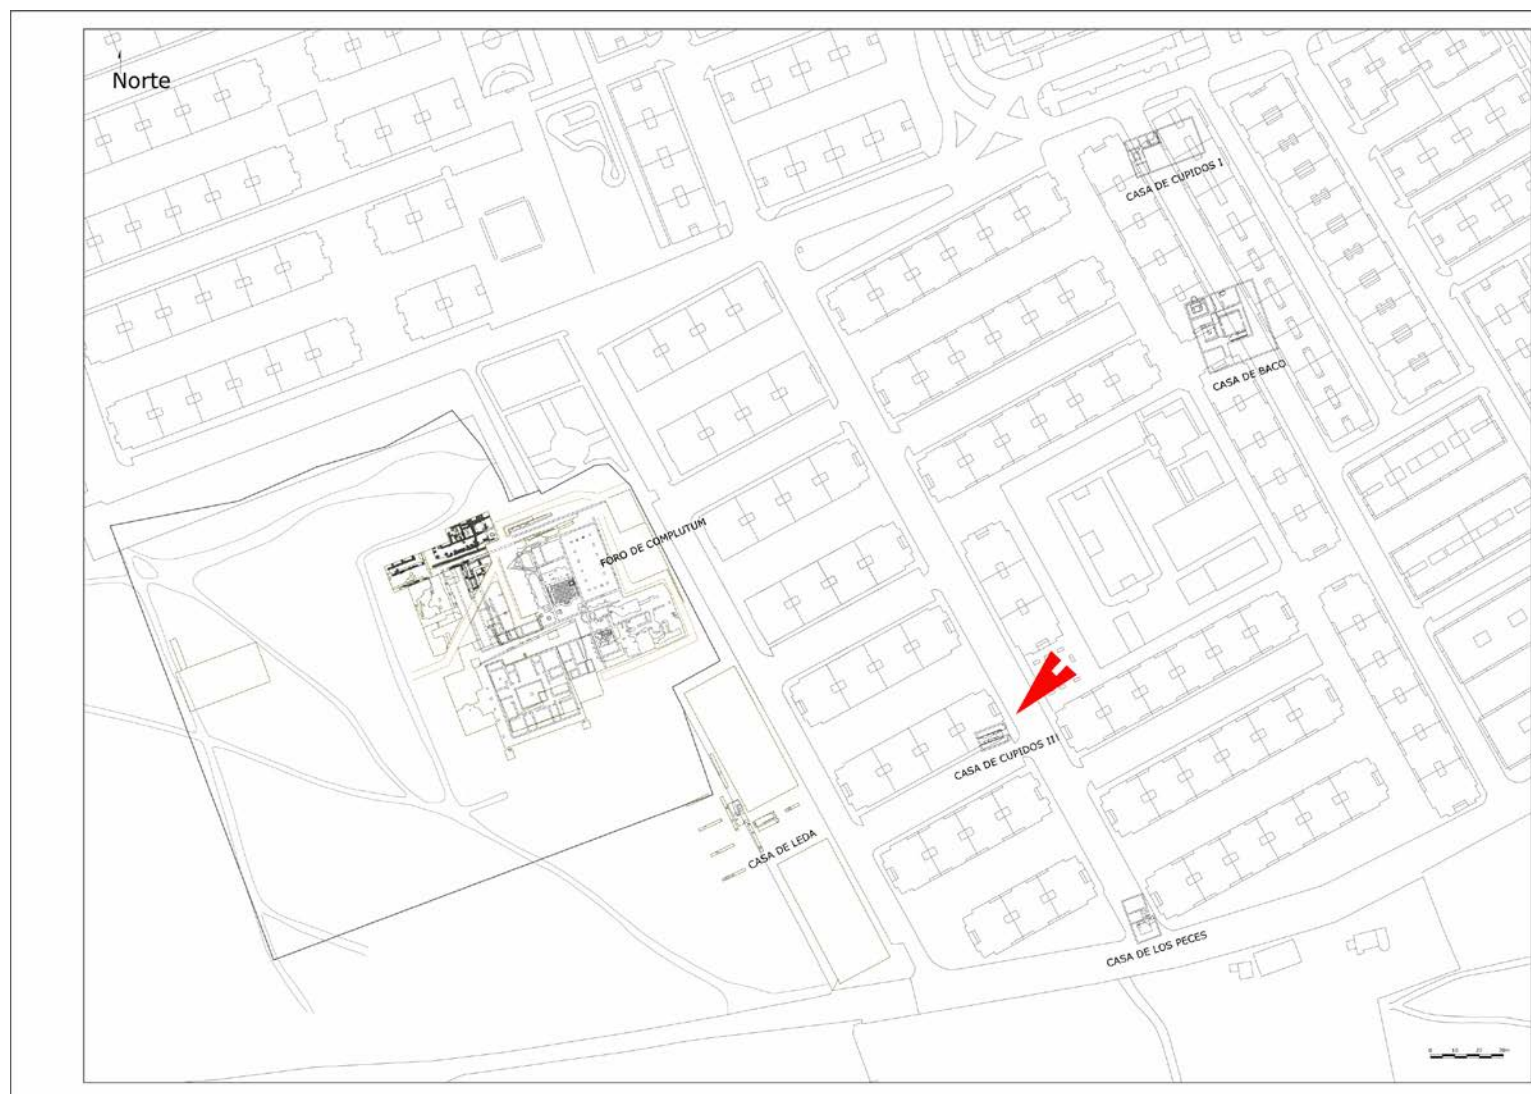 Norte
CASA DE CUPIDOS I
CASA DE BACO
FORO DE COMPLUTUM
CASA DE CUPIDOS III
CASA DE LEDA
CASA DE LOS PECES